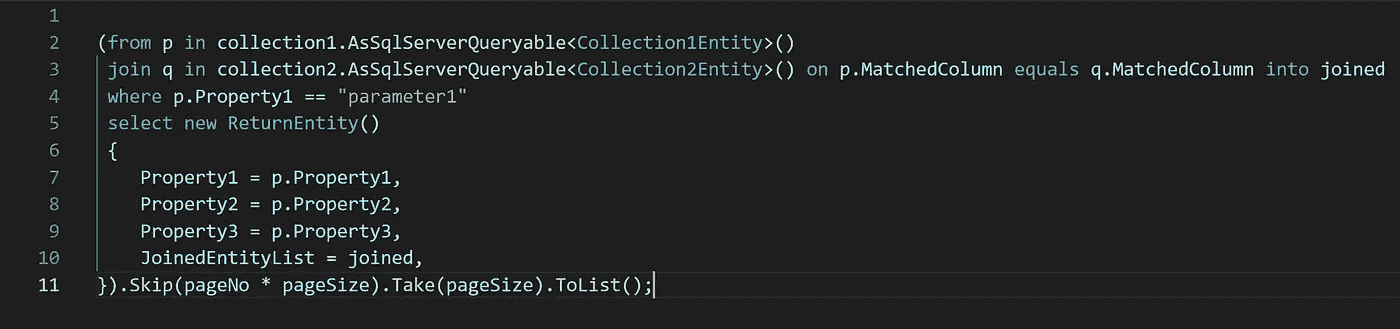 1
2 (from p in collection1.AsSqlServerQueryable<Collection1Entity>()
3 join q in collection2.AsSqlServerQueryable<Collection2Entity>() on p.MatchedColumn equals q.MatchedColumn into joined
4 where p.Property1 == "parameter1"
5 select new ReturnEntity()
6 {
7 Property1 = p.Property1,
8 Property2 = p.Property2,
9 Property3 = p.Property3,
10 JoinedEntityList = joined,
11 }).Skip(pageNo * pageSize).Take(pageSize).ToList();